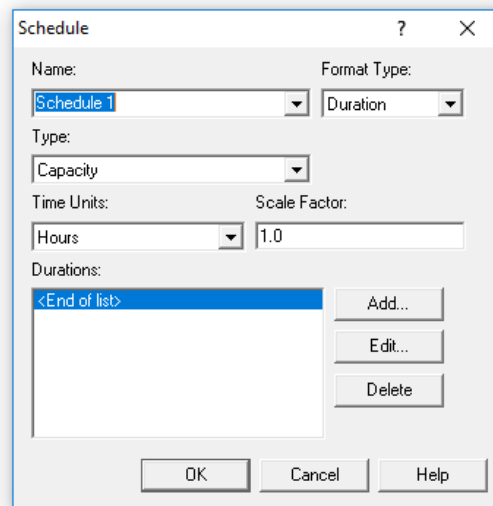 Schedule ?
Name: Format Type:
Schedule 1 Duration
Type:
Capacity
Time Units: Scale Factor:
Hours 1.0
Durations:
<End of list>
Add...
Edit...
Delete
OK Cancel Help